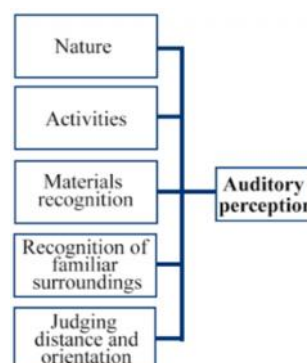 Nature
Activities
Materials
recognition
Recognition of
familiar
surroundings
Judging
distance and
orientation
Auditory
perception